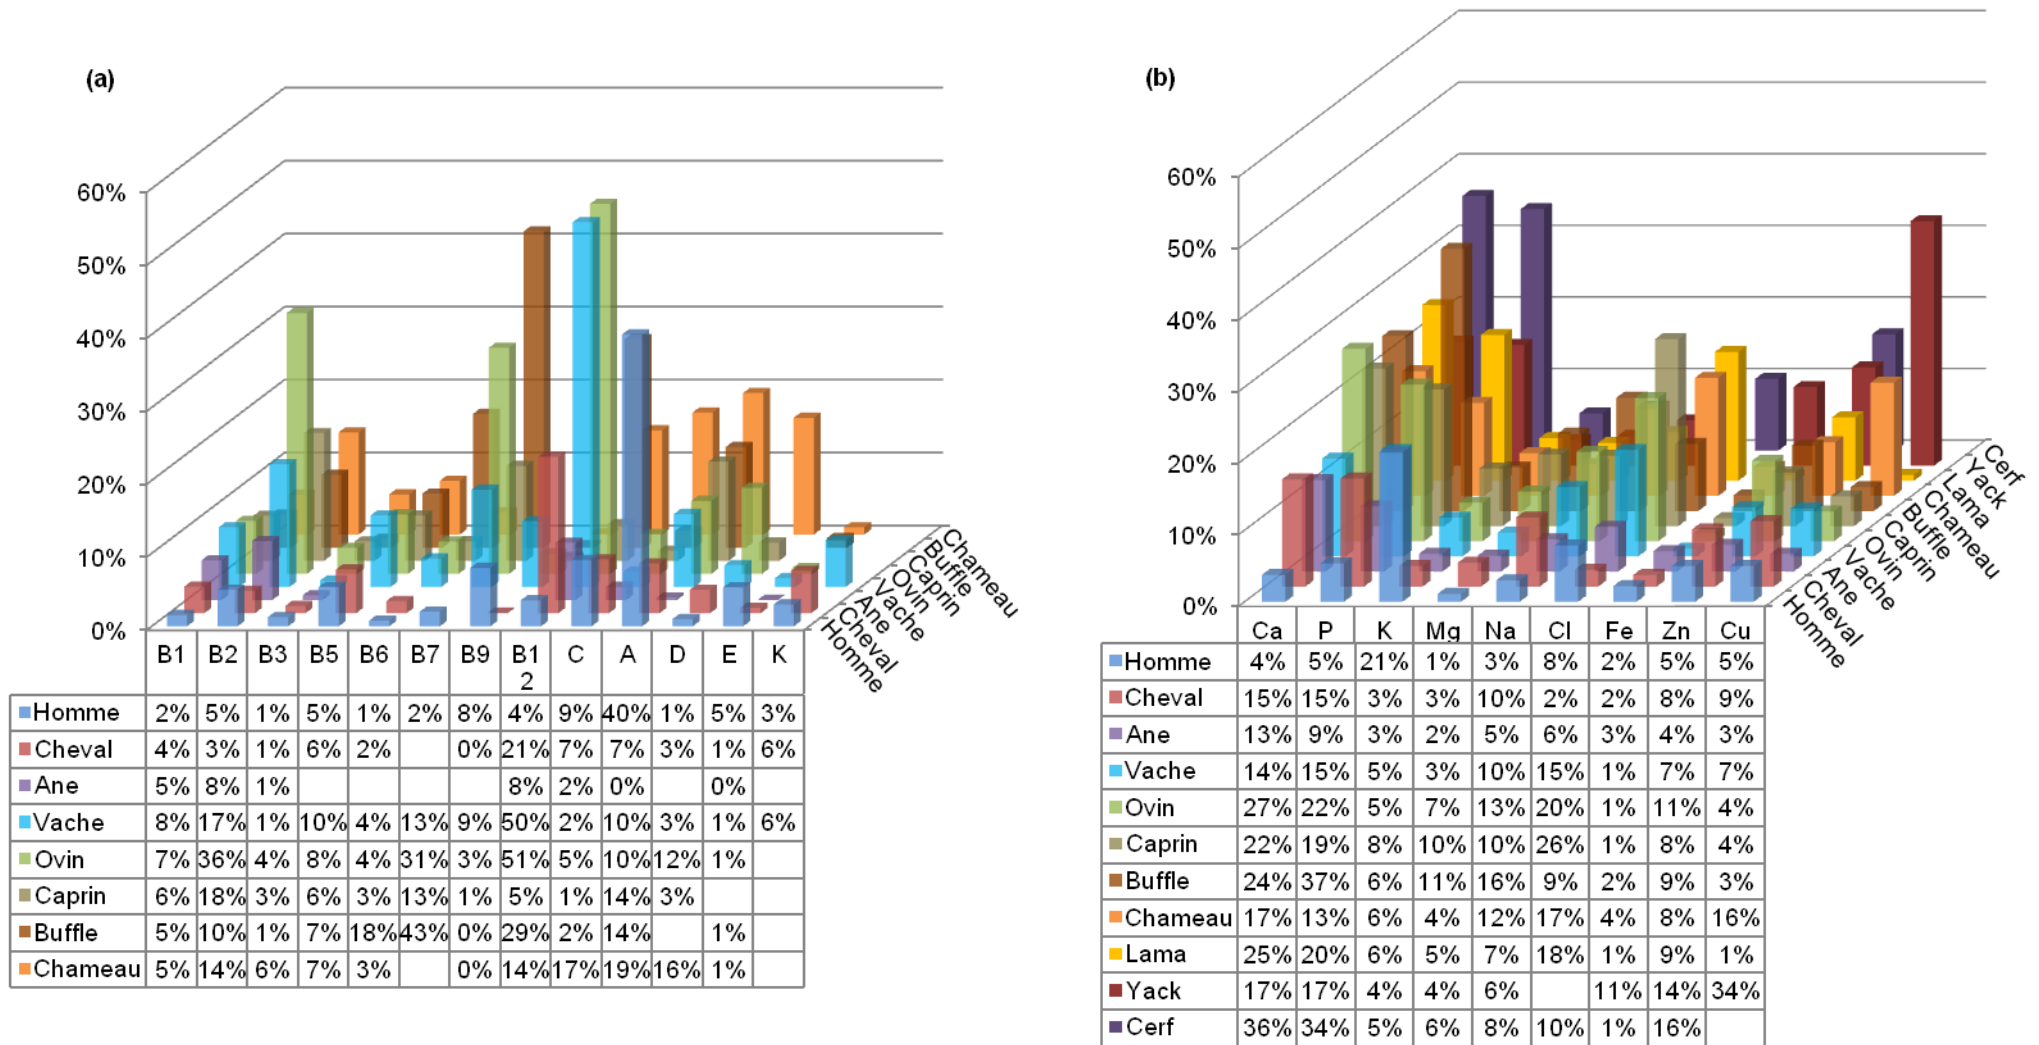 (a)
60%
50%
40%
30%
20%
10%
0%
Chameau
Buffle
Caprin
Ovin
Vache
Ane
Cheval
Homme
B1 B2 B3 B5 B6 B7 B9 B1 2 C A D E K
Homme 2% 5% 1% 5% 1% 2% 8% 4% 9% 40% 1% 5% 3%
Cheval 4% 3% 1% 6% 2% 0% 21% 7% 7% 3% 1% 6%
Ane 5% 8% 1% 8% 2% 0% 0%
Vache 8% 17% 1% 10% 4% 13% 9% 50% 2% 10% 3% 1% 6%
Ovin 7% 36% 4% 8% 4% 31% 3% 51% 5% 10% 12% 1%
Caprin 6% 18% 3% 6% 3% 13% 1% 5% 1% 14% 3%
Buffle 5% 10% 1% 7% 18% 43% 0% 29% 2% 14% 1%
Chameau 5% 14% 6% 7% 3% 0% 14% 17% 19% 16% 1%
(b)
60%
50%
40%
30%
20%
10%
0%
Cerf
Yack
Lama
Chameau
Buffle
Caprin
Ovin
Vache
Ane
Cheval
Homme
Ca P K Mg Na Cl Fe Zn Cu
Homme 4% 5% 21% 1% 3% 8% 2% 5% 5%
Cheval 15% 15% 3% 3% 10% 2% 2% 8% 9%
Ane 13% 9% 3% 2% 5% 6% 3% 4% 3%
Vache 14% 15% 5% 3% 10% 15% 1% 7% 7%
Ovin 27% 22% 5% 7% 13% 20% 1% 11% 4%
Caprin 22% 19% 8% 10% 10% 26% 1% 8% 4%
Buffle 24% 37% 6% 11% 16% 9% 2% 9% 3%
Chameau 17% 13% 6% 4% 12% 17% 4% 8% 16%
Lama 25% 20% 6% 5% 7% 18% 1% 9% 1%
Yack 17% 17% 4% 4% 6% 11% 14% 34%
Cerf 36% 34% 5% 6% 8% 10% 1% 16%